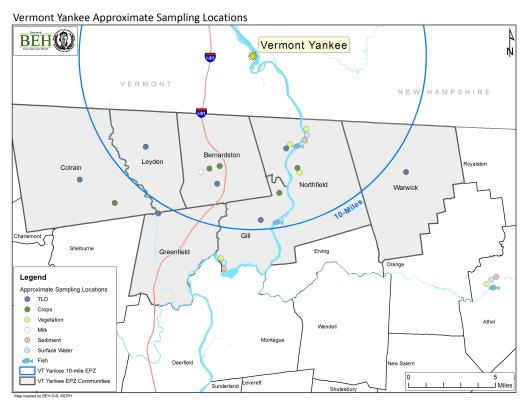 Vermont Yankee Approximate Sampling Locations
BEH
Vermont Yankee
N
VERMONT
NEW HAMPSHIRE
Bernardston
Leyden
Colrain
Northfield
Warwick
Royalston
10-Miles
Gill
Charlemont
Shelburne
Greenfield
Erving
Orange
Legend
Approximate Sampling Locations
TLD
Crops
Vegetation
Milk
Sediment
Surface Water
Fish
VT Yankee 10-mile EPZ
VT Yankee EPZ Communities
Athol
Wendell
Montague
Deerfield
New Salem
Sunderland
Leverett
Shutesbury
0 5
Miles
Map created by BEH-GIS, MDPH